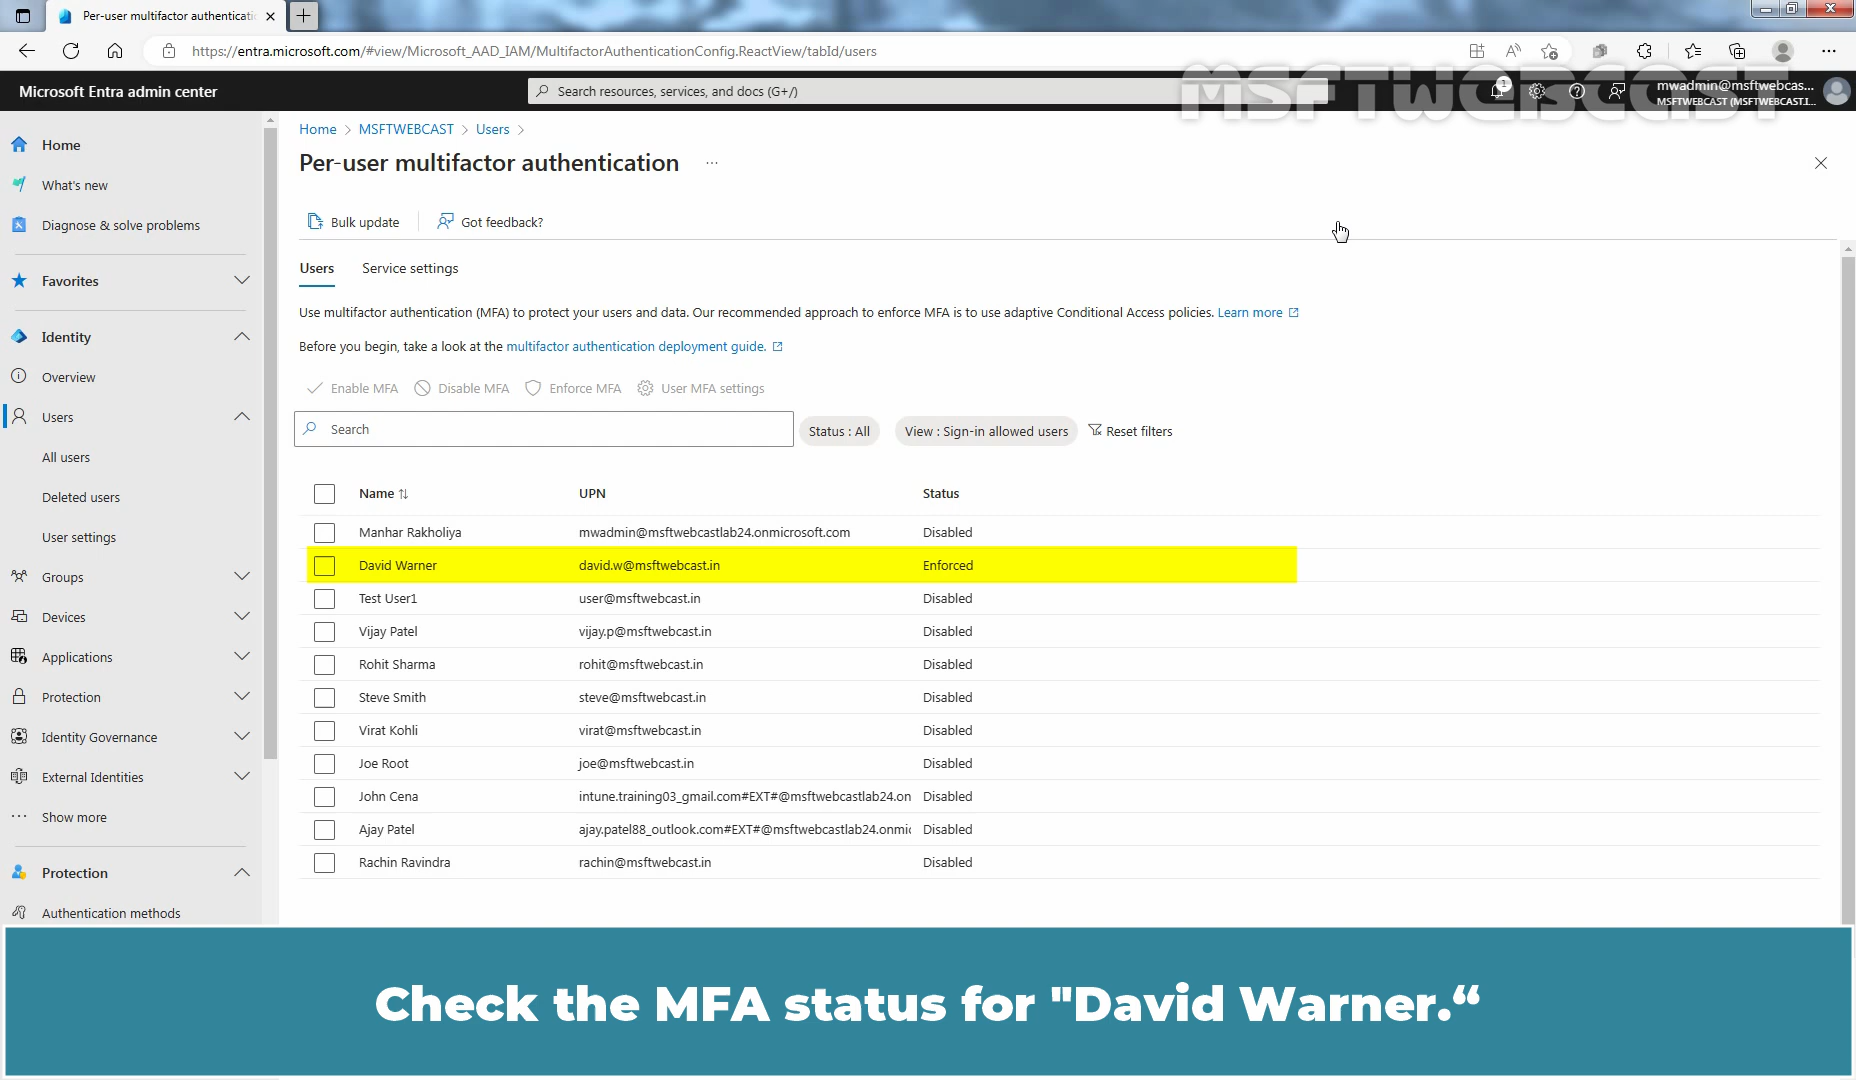 Per-user multifactor authenticatio
https://entra.microsoft.com/#view/Microsoft_AAD_IAM/MultifactorAuthenticationConfig.ReactView/tabId/users
Microsoft Entra admin center
Search resources, services, and docs (G+/)
MSFTWEBCAST
1
mwadmin@msftwebcas...
MSFTWEBCAST (MSFTWEBCAST.I...
Home
What's new
Diagnose & solve problems
Favorites
Identity
Overview
Users
All users
Deleted users
User settings
Groups
Devices
Applications
Protection
Identity Governance
External Identities
Show more
Protection
Authentication methods
Home > MSFTWEBCAST > Users >
Per-user multifactor authentication ...
Bulk update Got feedback?
Users Service settings
Use multifactor authentication (MFA) to protect your users and data. Our recommended approach to enforce MFA is to use adaptive Conditional Access policies. Learn more
Before you begin, take a look at the multifactor authentication deployment guide.
Enable MFA Disable MFA Enforce MFA User MFA settings
Search Status : All View : Sign-in allowed users Reset filters
Name UPN Status
Manhar Rakholiya mwadmin@msftwebcastlab24.onmicrosoft.com Disabled
David Warner david.w@msftwebcast.in Enforced
Test User1 user@msftwebcast.in Disabled
Vijay Patel vijay.p@msftwebcast.in Disabled
Rohit Sharma rohit@msftwebcast.in Disabled
Steve Smith steve@msftwebcast.in Disabled
Virat Kohli virat@msftwebcast.in Disabled
Joe Root joe@msftwebcast.in Disabled
John Cena intune.training03_gmail.com#EXT#@msftwebcastlab24.on Disabled
Ajay Patel ajay.patel88_outlook.com#EXT#@msftwebcastlab24.onmic Disabled
Rachin Ravindra rachin@msftwebcast.in Disabled
Check the MFA status for "David Warner.“